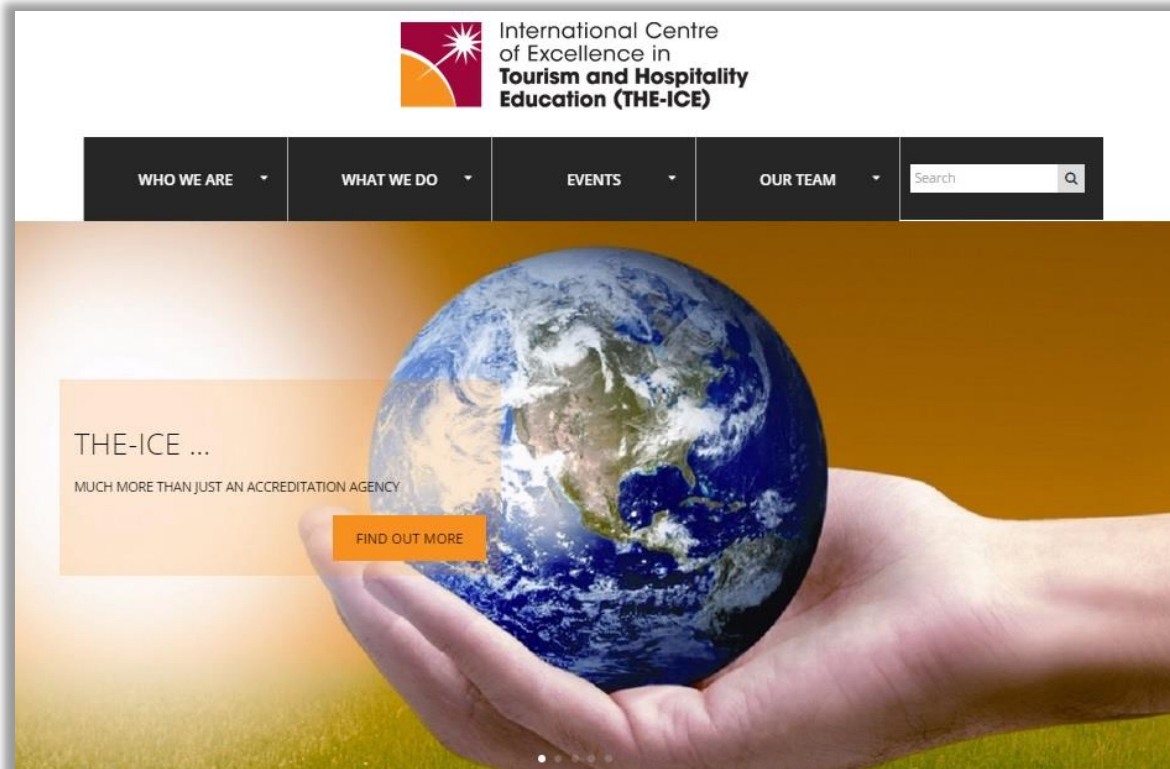 International Centre
of Excellence in
Tourism and Hospitality
Education (THE-ICE)
WHO WE ARE
WHAT WE DO
EVENTS
OUR TEAM
Search
THE-ICE ...
MUCH MORE THAN JUST AN ACCREDITATION AGENCY
FIND OUT MORE